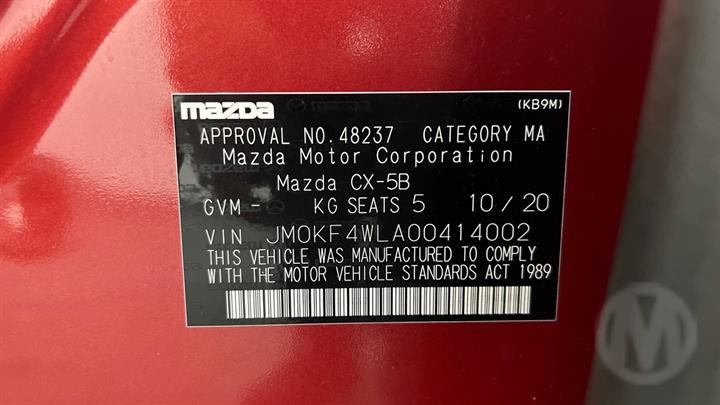 mazda (KB9M)
APPROVAL NO.48237 CATEGORY MA
Mazda Motor Corporation
Mazda CX-5B
GVM - KG SEATS 5 10/20
VIN JM0KF4WLA00414002
THIS VEHICLE WAS MANUFACTURED TO COMPLY
WITH THE MOTOR VEHICLE STANDARDS ACT 1989
M